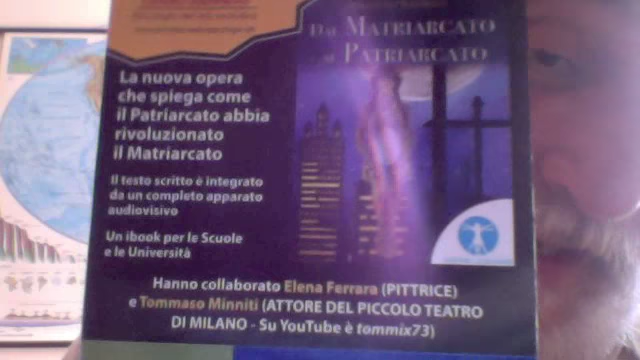 DAL MATRIARCATO
AL PATRIARCATO
La nuova opera
che spiega come
il Patriarcato abbia
rivoluzionato
il Matriarcato
Il testo scritto è integrato
da un completo apparato
audiovisivo
Un ibook per le Scuole
e le Università
Hanno collaborato Elena Ferrara (PITTRICE)
e Tommaso Minniti (ATTORE DEL PICCOLO TEATRO
DI MILANO - Su YouTube è tommix73)